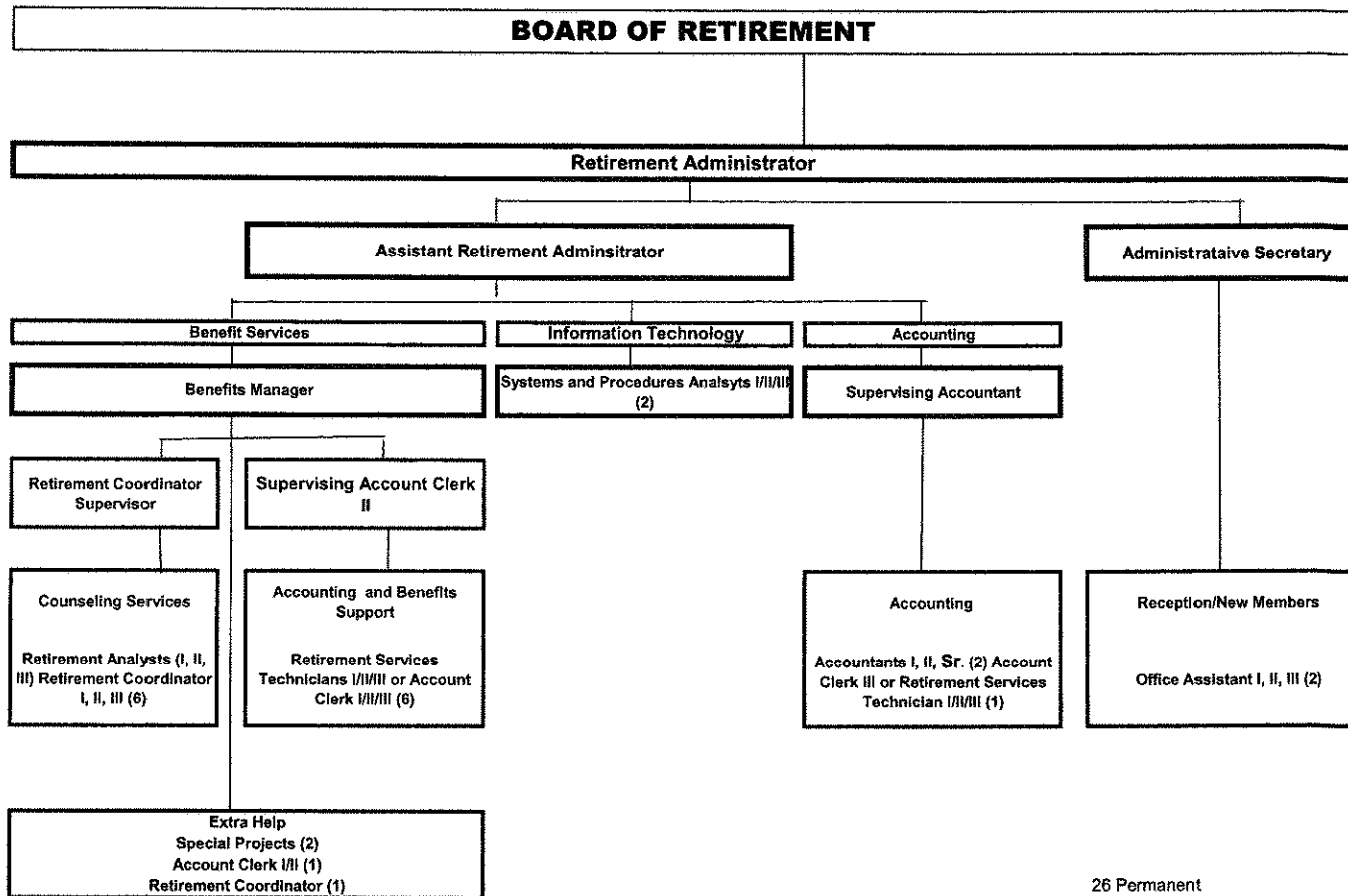 BOARD OF RETIREMENT
Retirement Administrator
Assistant Retirement Adminsitrator
Administrataive Secretary
Benefit Services
Information Technology
Accounting
Benefits Manager
Systems and Procedures Analsyts I/II/III
(2)
Supervising Accountant
Retirement Coordinator
Supervisor
Supervising Account Clerk
II
Counseling Services
Retirement Analysts (I, II,
III) Retirement Coordinator
I, II, III (6)
Accounting and Benefits
Support
Retirement Services
Technicians I/II/III or Account
Clerk I/II/III (6)
Accounting
Accountants I, II, Sr. (2) Account
Clerk III or Retirement Services
Technician I/II/III (1)
Reception/New Members
Office Assistant I, II, III (2)
Extra Help
Special Projects (2)
Account Clerk I/II (1)
Retirement Coordinator (1)
26 Permanent